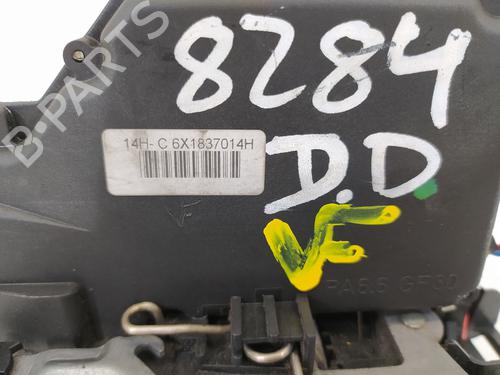 B-PARTS
8284
14H- C 6X1837014H
D.D
VF
VF
PA6.6 GF30